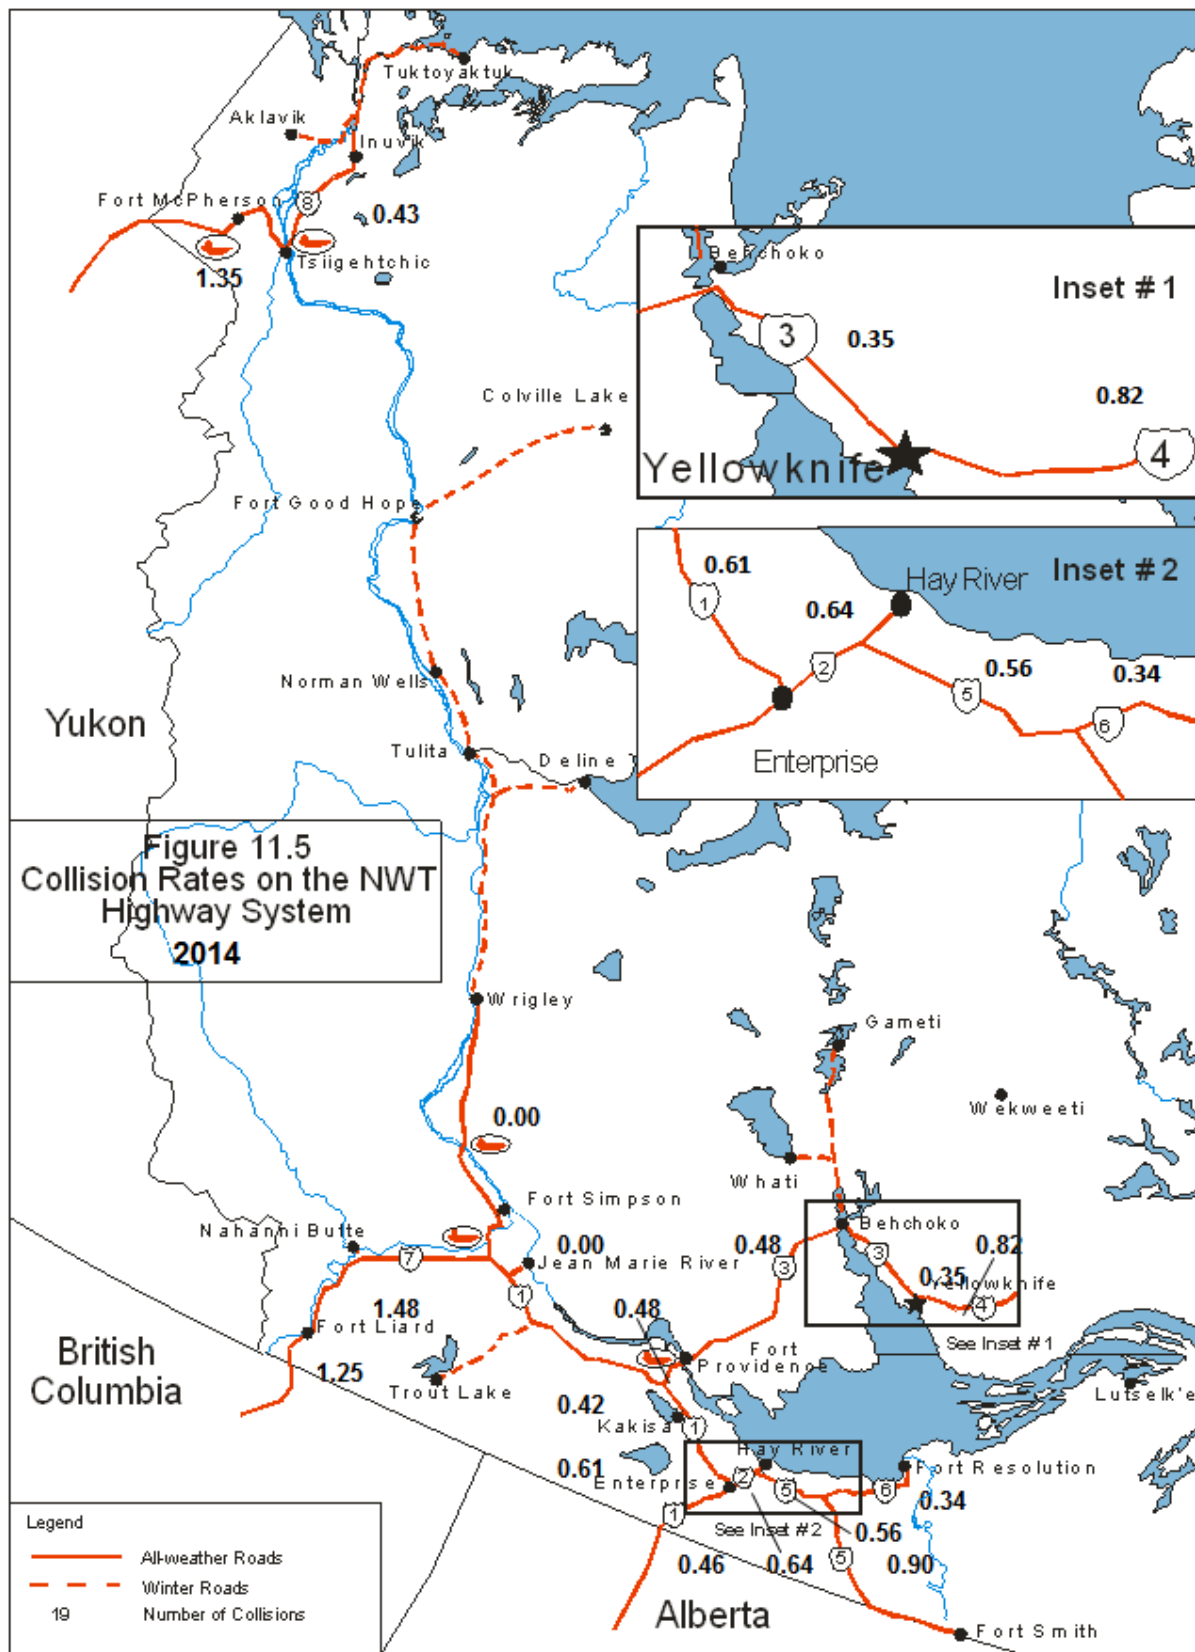 Tuktoyaktuk
Aklavik
Inuvik
Fort McPherson
8
0.43
Tsiigehtchic
1.35
Behchoko
Inset # 1
3
0.35
0.82
Yellowknife
4
Colville Lake
Fort Good Hope
0.61
Hay River
Inset # 2
1
0.64
2
0.56
0.34
5
6
Enterprise
Norman Wells
Yukon
Tulita
Deline
Figure 11.5
Collision Rates on the NWT
Highway System
2014
Wrigley
Gameti
Wekweeti
0.00
Whati
Fort Simpson
Nahanni Butte
Behchoko
7
0.00
0.48
3
0.82
Jean Marie River
3
0.35
Yellowknife
1
4
1.48
0.48
See Inset #1
Fort Liard
British
Columbia
Fort
Providence
1.25
Trout Lake
Lutselk'e
0.42
Kakisa
1
Hay River
0.61
Enterprise
2
5
6
Fort Resolution
0.34
1
See Inset #2
0.56
5
0.46
0.64
0.90
Alberta
Fort Smith
Legend
All-weather Roads
Winter Roads
19 Number of Collisions